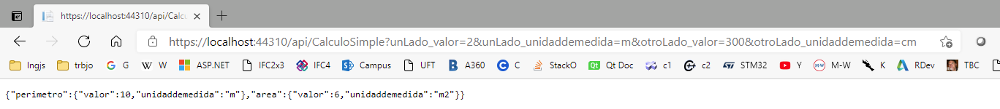 https://localhost:44310/api/Calcu
https://localhost:44310/api/CalculoSimple?unLado_valor=2&unLado_unidaddemedida=m&otroLado_valor=300&otroLado_unidaddemedida=cm
Ingjs trbjo G G W W ASP.NET IFC2x3 IFC4 S Campus UFT B A360 C C StackO Qt Qt Doc c1 c2 ST STM32 Y M-W M-W K RDev TBC
{"perimetro":{"valor":10,"unidaddemedida":"m"},"area":{"valor":6,"unidaddemedida":"m2"}}